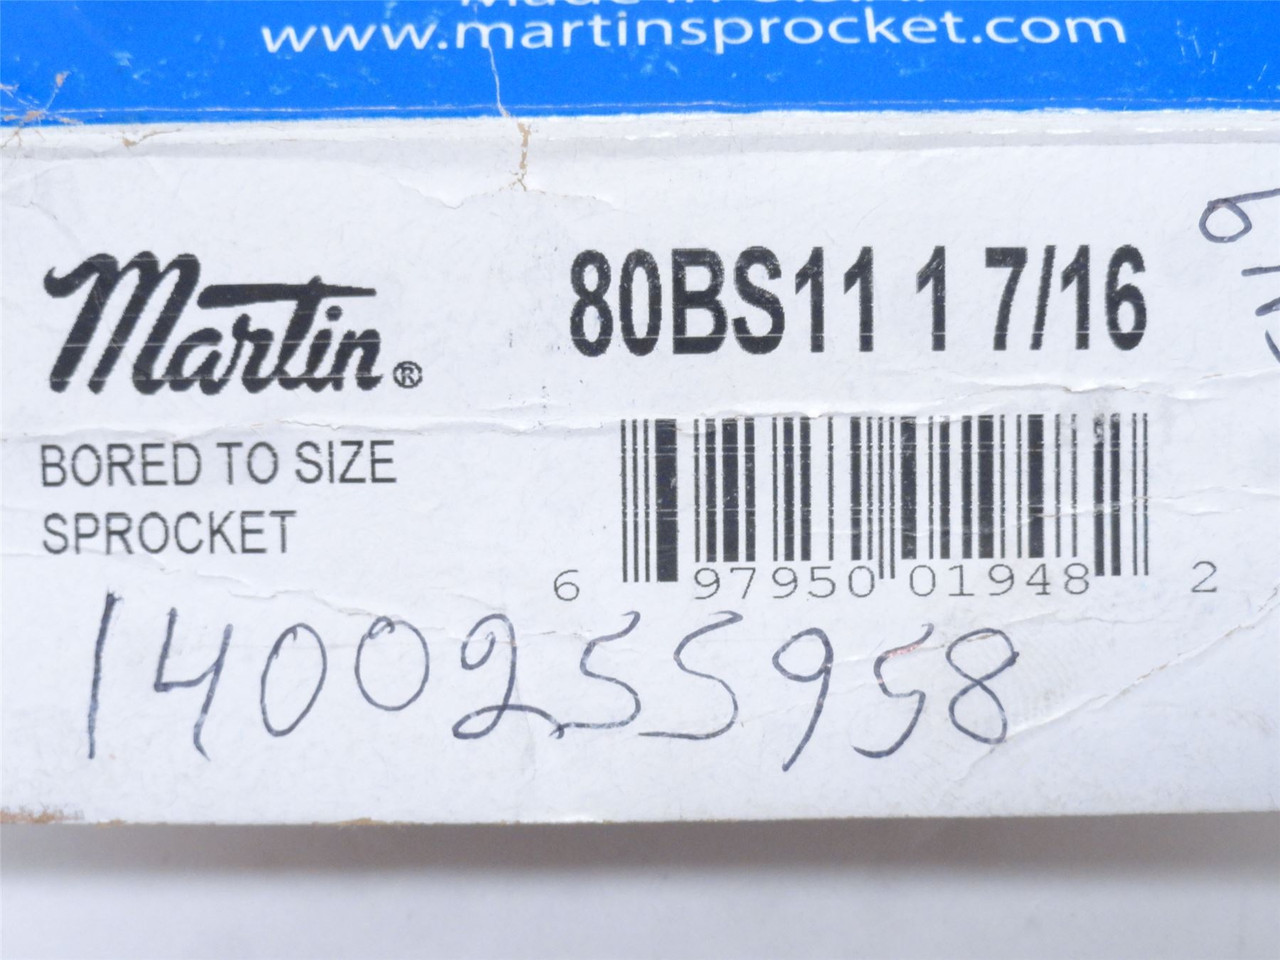 www.martinsprocket.com
Martin®
80BS11 1 7/16
BORED TO SIZE
SPROCKET
6 97950 01948 2
1400255958